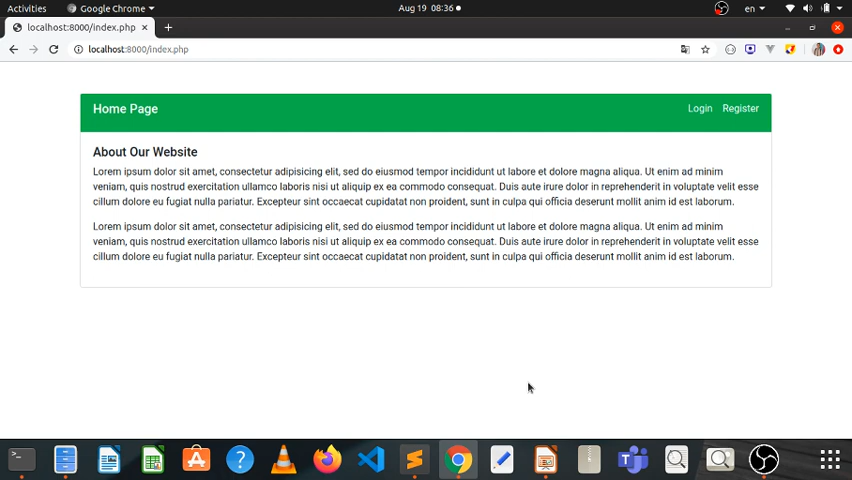 Activities Google Chrome Aug 19 08:36 en
localhost:8000/index.php
localhost:8000/index.php
Home Page Login Register
About Our Website
Lorem ipsum dolor sit amet, consectetur adipisicing elit, sed do eiusmod tempor incididunt ut labore et dolore magna aliqua. Ut enim ad minim
veniam, quis nostrud exercitation ullamco laboris nisi ut aliquip ex ea commodo consequat. Duis aute irure dolor in reprehenderit in voluptate velit esse
cillum dolore eu fugiat nulla pariatur. Excepteur sint occaecat cupidatat non proident, sunt in culpa qui officia deserunt mollit anim id est laborum.
Lorem ipsum dolor sit amet, consectetur adipisicing elit, sed do eiusmod tempor incididunt ut labore et dolore magna aliqua. Ut enim ad minim
veniam, quis nostrud exercitation ullamco laboris nisi ut aliquip ex ea commodo consequat. Duis aute irure dolor in reprehenderit in voluptate velit esse
cillum dolore eu fugiat nulla pariatur. Excepteur sint occaecat cupidatat non proident, sunt in culpa qui officia deserunt mollit anim id est laborum.